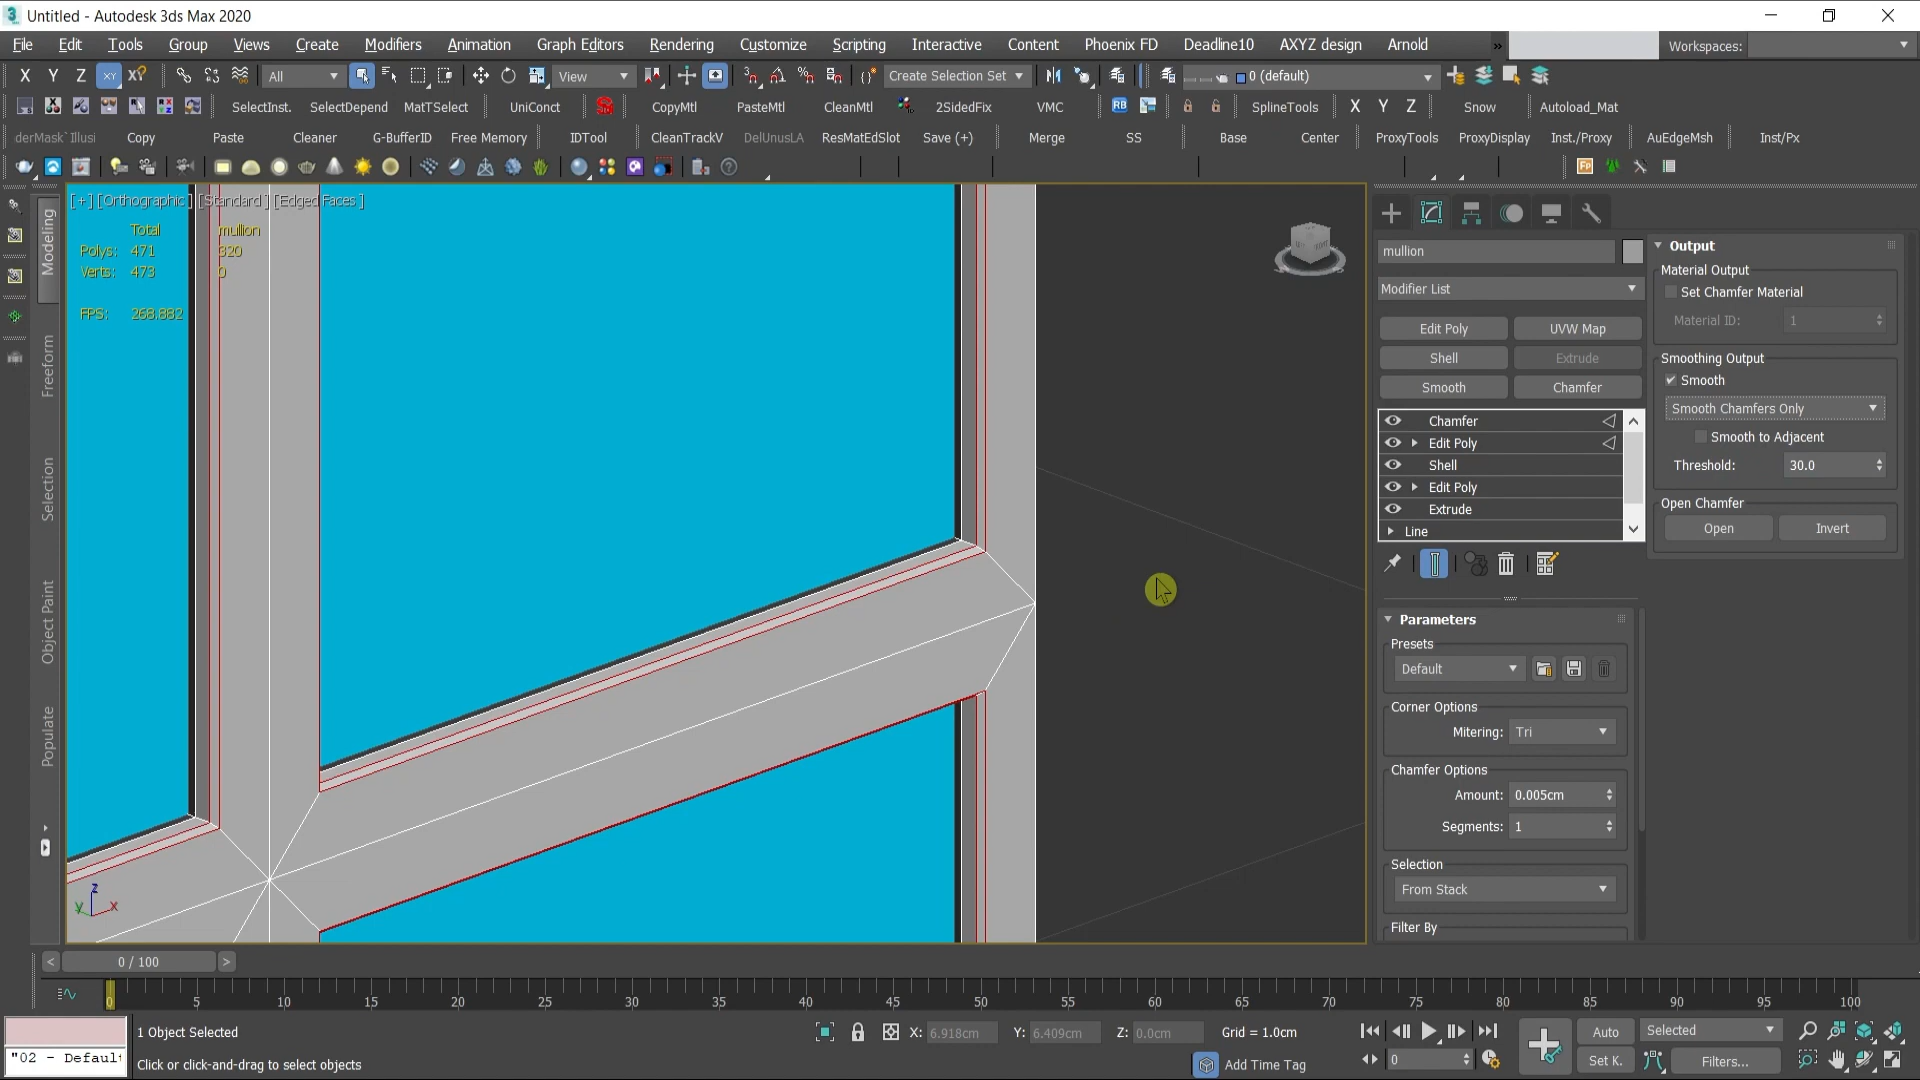 Untitled - Autodesk 3ds Max 2020
File Edit Tools Group Views Create Modifiers Animation Graph Editors Rendering Customize Scripting Interactive Content Phoenix FD Deadline10 AXYZ design Arnold » Workspaces:
X Y Z XY All View Create Selection Set 0 (default)
SelectInst. SelectDepend MatTSelect UniConct CopyMtl PasteMtl CleanMtl 2SidedFix VMC RB SplineTools X Y Z Snow Autoload_Mat
derMask`Illusi Copy Paste Cleaner G-BufferID Free Memory IDTool CleanTrackV DelUnusLA ResMatEdSlot Save (+) Merge SS Base Center ProxyTools ProxyDisplay Inst./Proxy AuEdgeMsh Inst/Px
[+] [Orthographic] [Standard] [Edged Faces]
Total mullion
Polys: 471 320
Verts: 473 0
FPS: 268.882
Modeling
Freeform
Selection
Object Paint
Populate
z
y x
mullion
Modifier List
Edit Poly UVW Map
Shell Extrude
Smooth Chamfer
Chamfer
Edit Poly
Shell
Edit Poly
Extrude
Line
Parameters
Presets
Default
Corner Options
Mitering: Tri
Chamfer Options
Amount: 0.005cm
Segments: 1
Selection
From Stack
Filter By
Output
Material Output
Set Chamfer Material
Material ID: 1
Smoothing Output
Smooth
Smooth Chamfers Only
Smooth to Adjacent
Threshold: 30.0
Open Chamfer
Open Invert
< 0 / 100 >
0 5 10 15 20 25 30 35 40 45 50 55 60 65 70 75 80 85 90 95 100
1 Object Selected X: 6.918cm Y: 6.409cm Z: 0.0cm Grid = 1.0cm Auto Selected
"02 - Default Click or click-and-drag to select objects Add Time Tag 0 Set K. Filters...